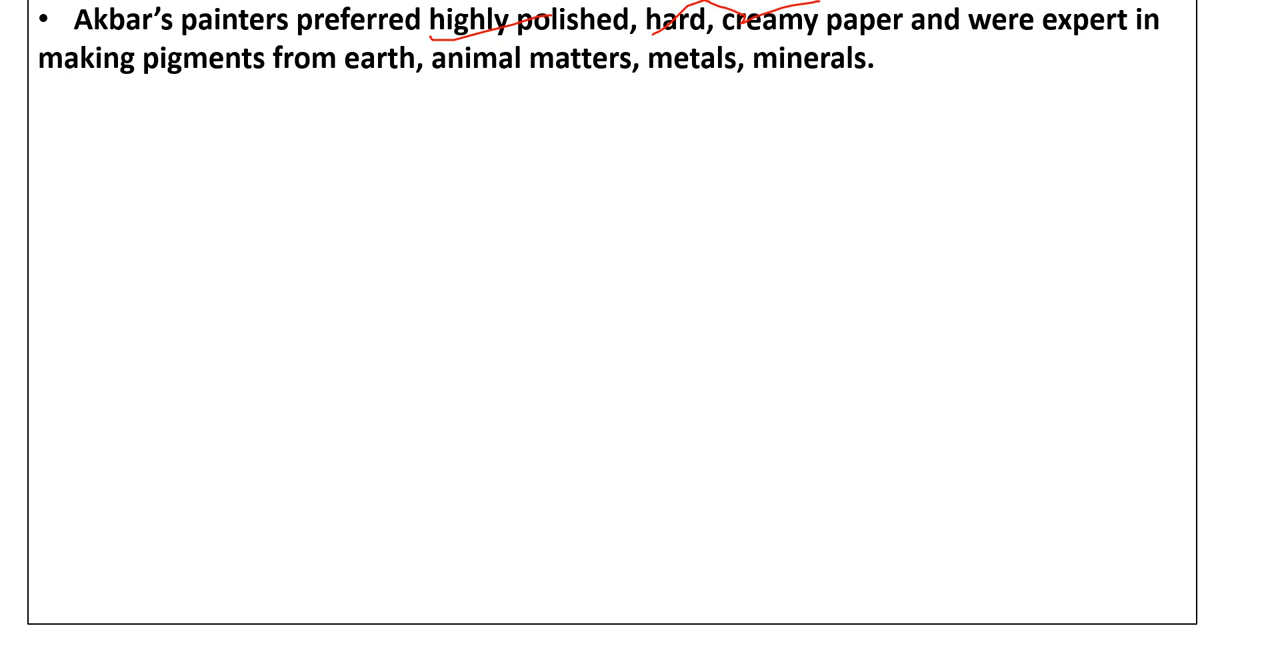 • Akbar’s painters preferred highly polished, hard, creamy paper and were expert in
making pigments from earth, animal matters, metals, minerals.